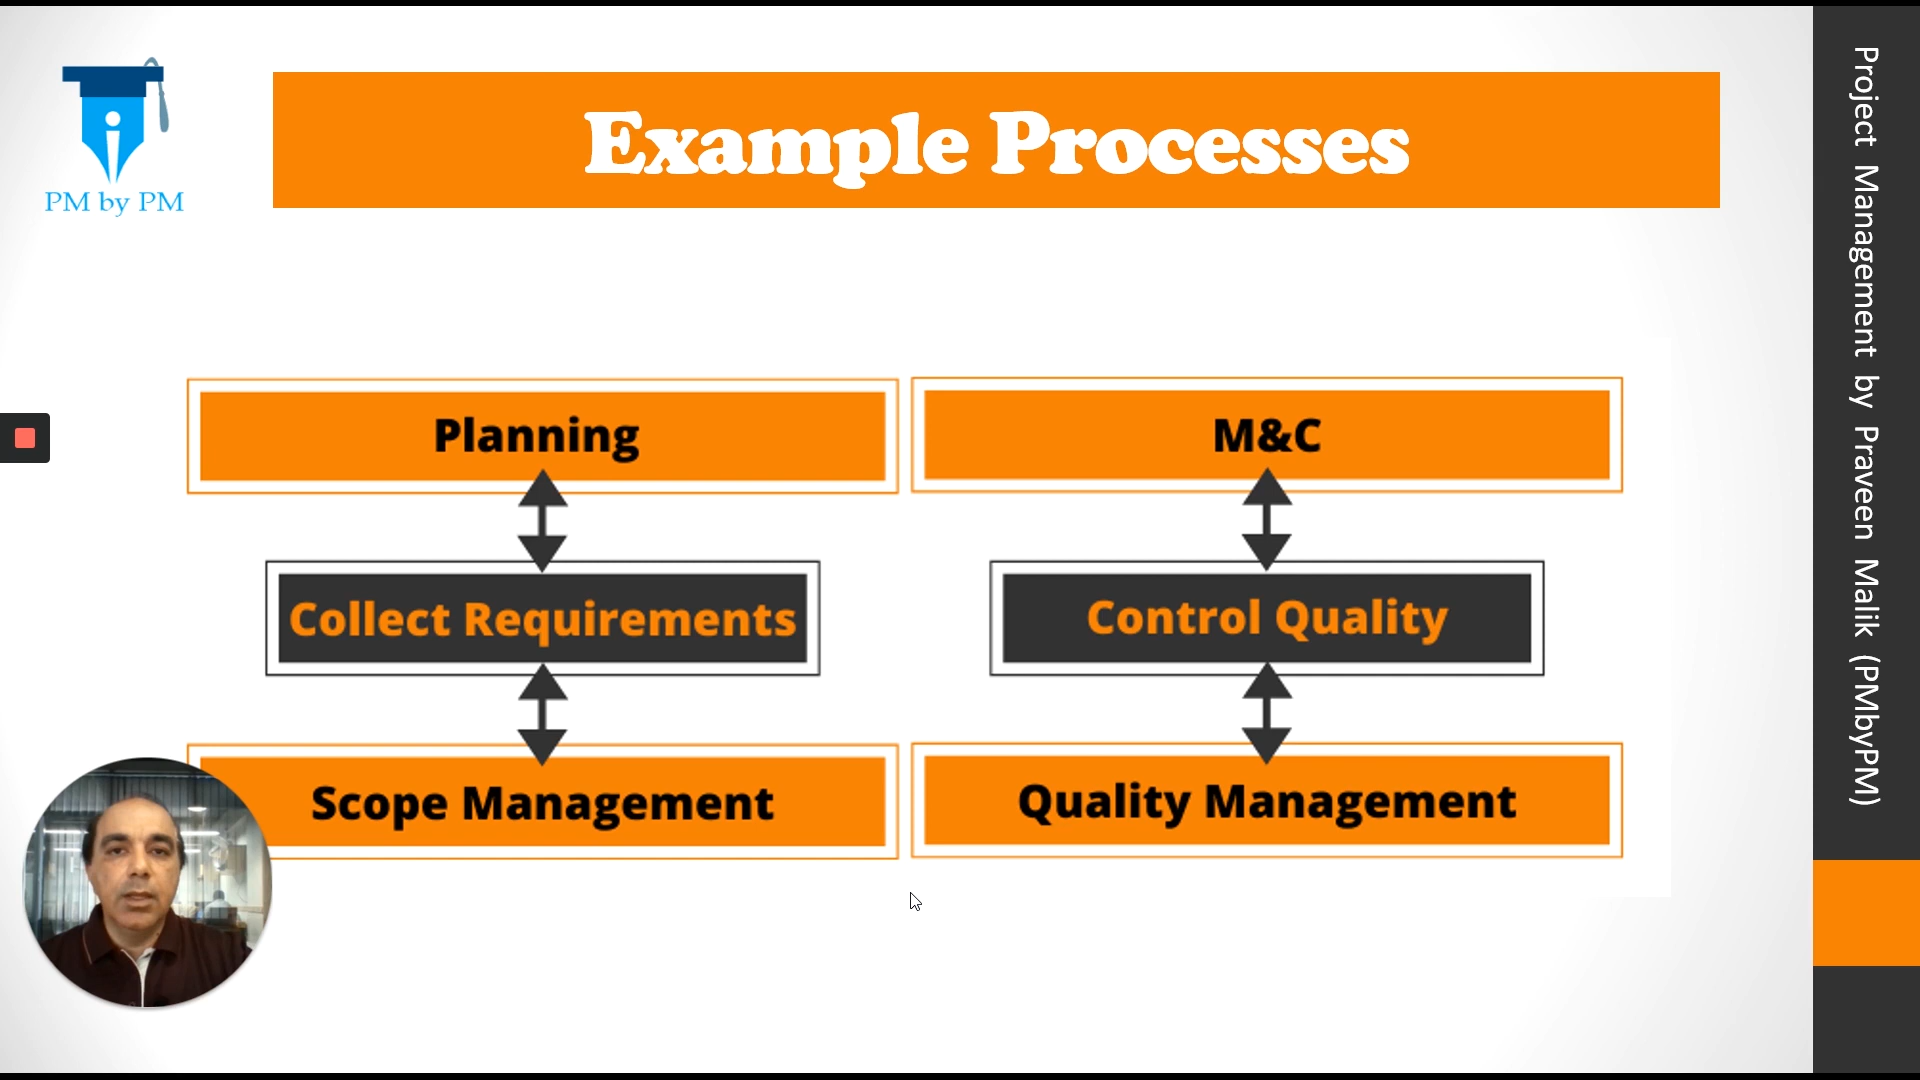 PM by PM
Example Processes
Planning
M&C
Collect Requirements
Control Quality
Scope Management
Quality Management
Project Management by Praveen Malik (PMbyPM)